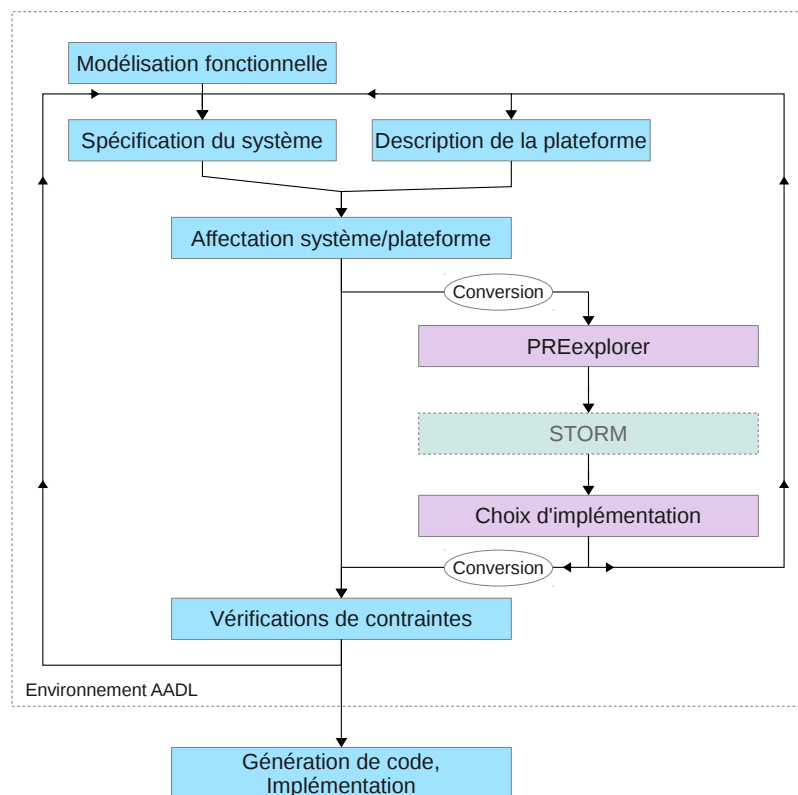 Modélisation fonctionnelle
Spécification du système
Description de la plateforme
Affectation système/plateforme
Conversion
PREexplorer
STORM
Choix d'implémentation
Conversion
Vérifications de contraintes
Environnement AADL
Génération de code,
Implémentation